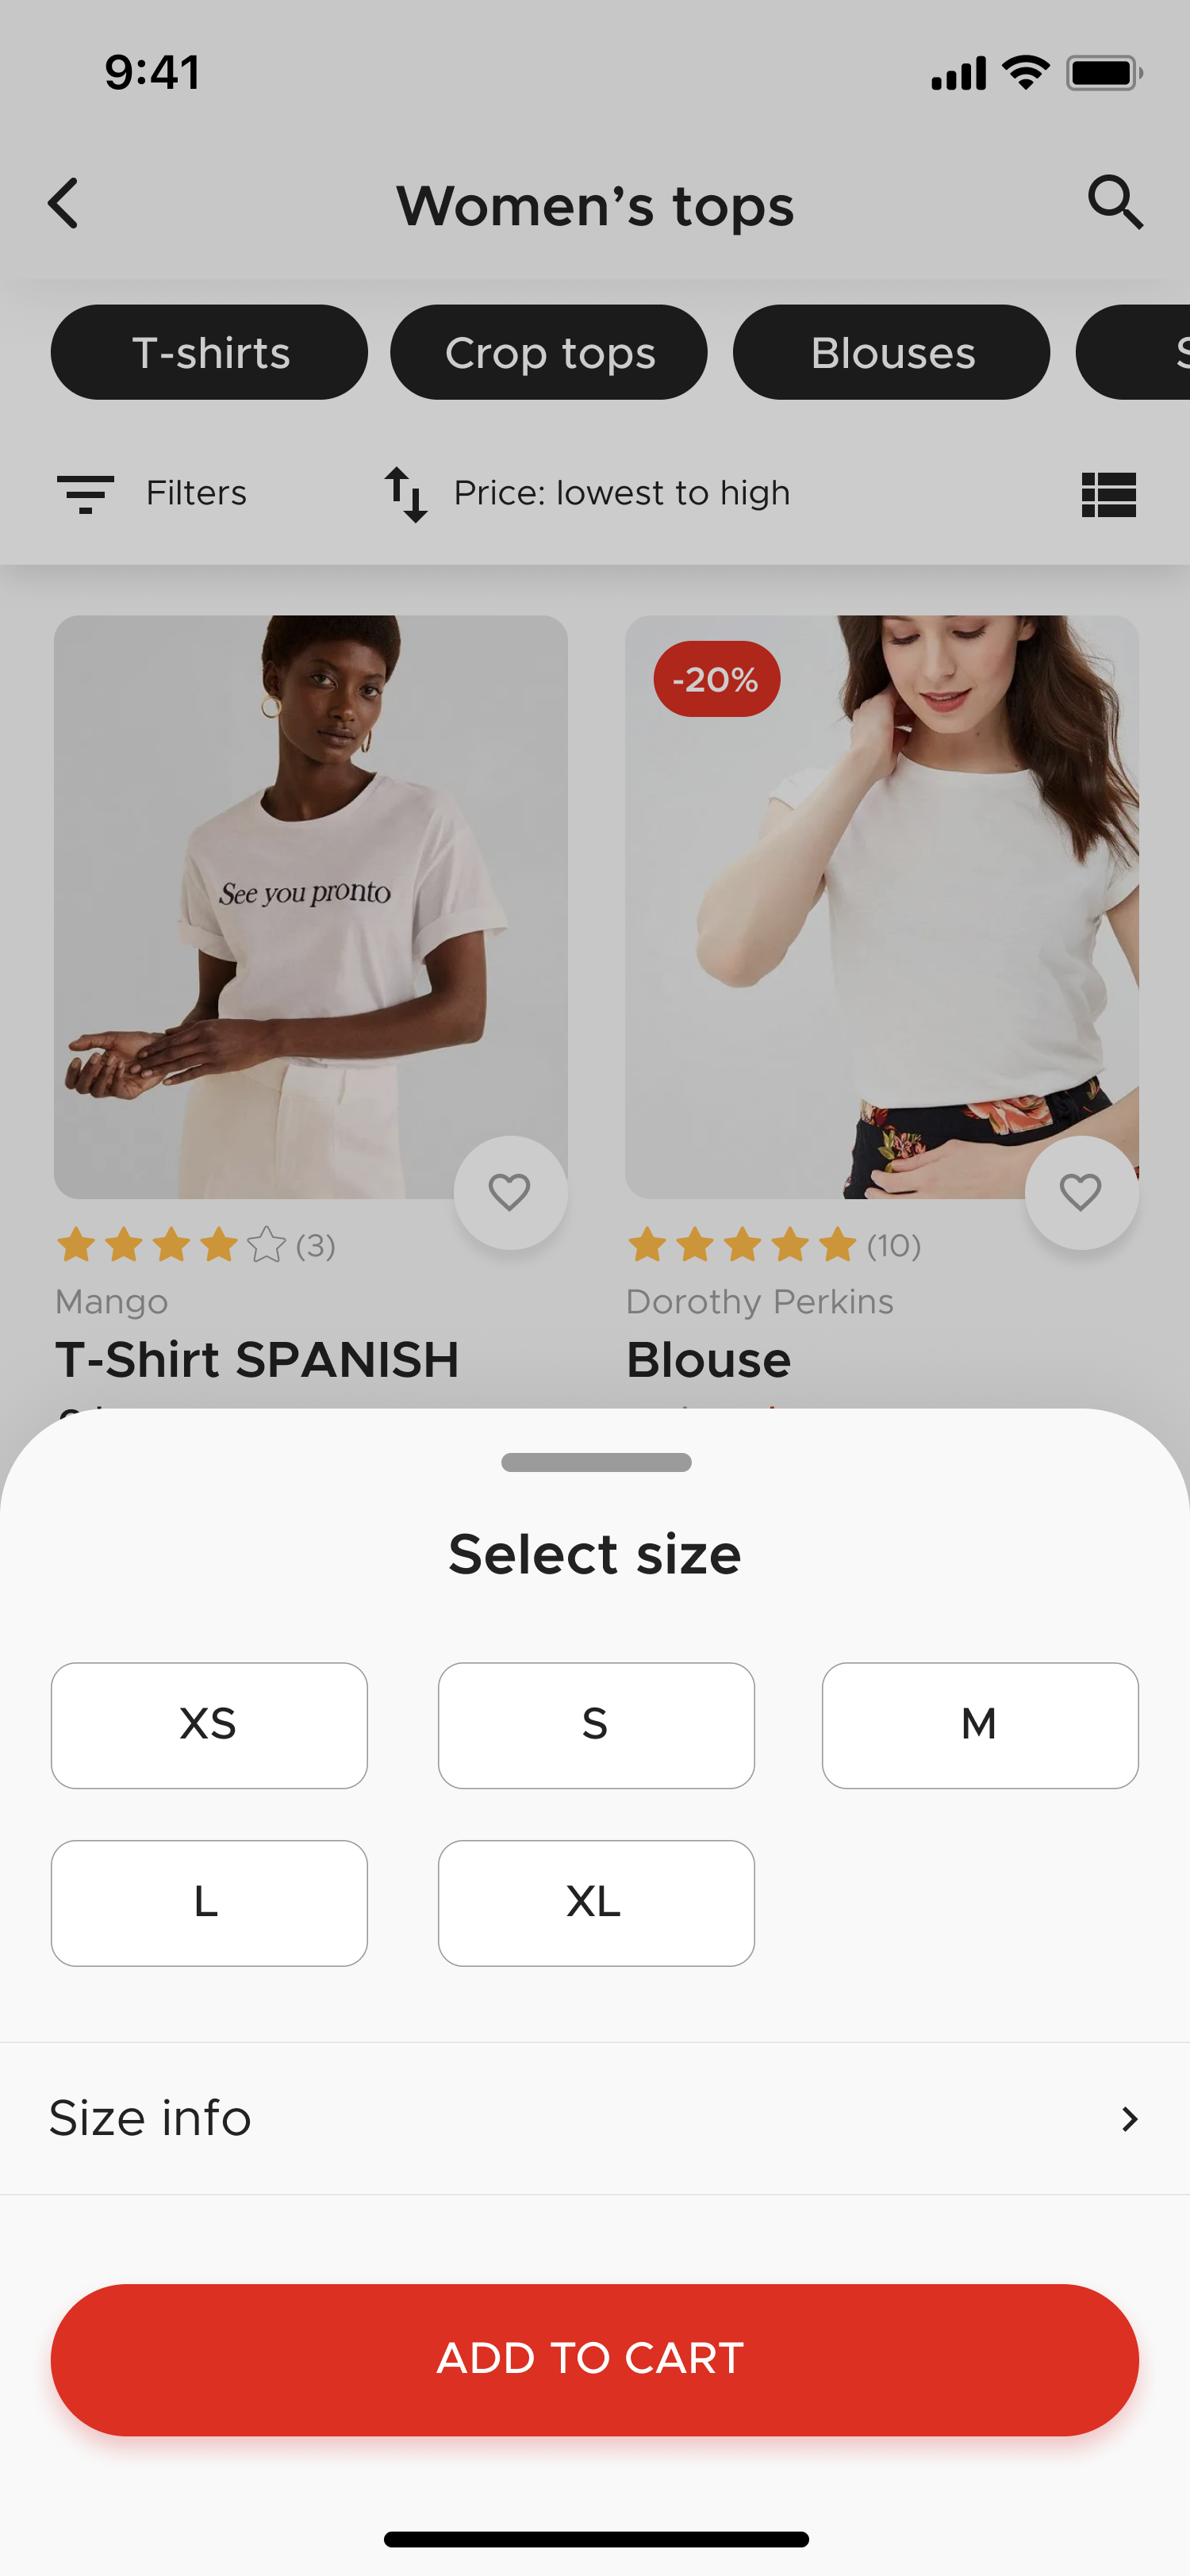 9:41
Women’s tops
T-shirts
Crop tops
Blouses
Filters
Price: lowest to high
-20%
See you pronto
(3)
(10)
Mango
Dorothy Perkins
T-Shirt SPANISH
Blouse
Select size
XS
S
M
L
XL
Size info
ADD TO CART